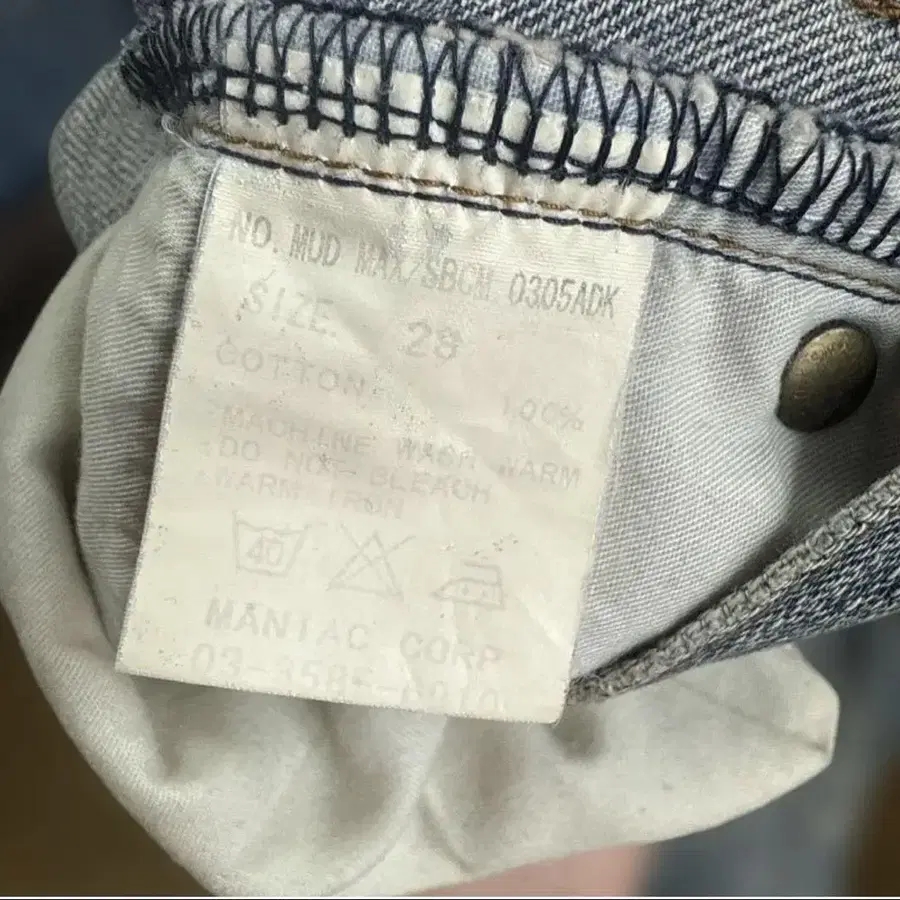 NO. MUD MAX/SBCM 0305ADK
SIZE 28
COTTON 100%
MACHINE WASH WARM
DO NOT BLEACH
WARM IRON
40
MANIAC CORP